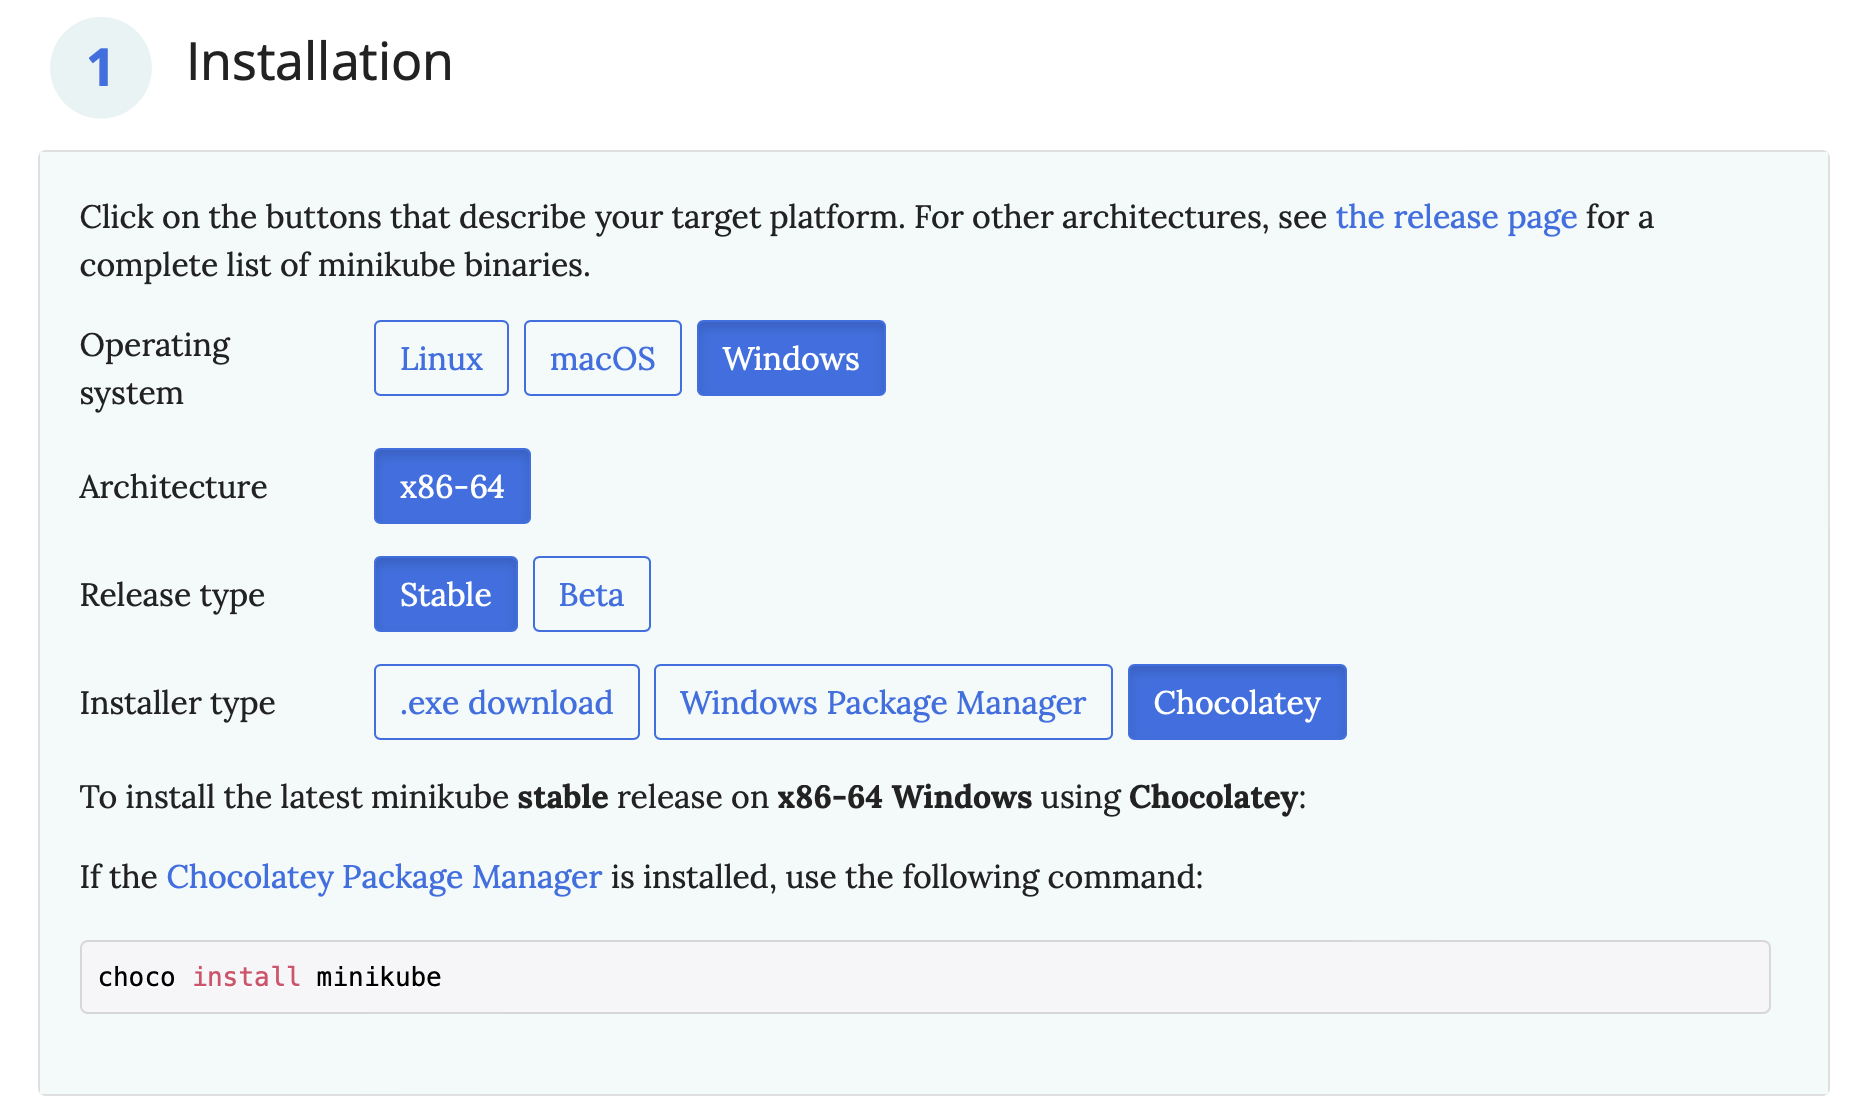 1 Installation
Click on the buttons that describe your target platform. For other architectures, see the release page for a
complete list of minikube binaries.
Operating
system
Linux macOS Windows
Architecture x86-64
Release type Stable Beta
Installer type .exe download Windows Package Manager Chocolatey
To install the latest minikube stable release on x86-64 Windows using Chocolatey:
If the Chocolatey Package Manager is installed, use the following command:
choco install minikube